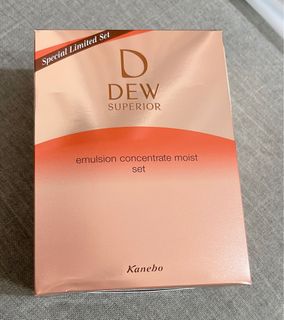 Special Limited Set
D
DEW
SUPERIOR
emulsion concentrate moist
set
Kanebo